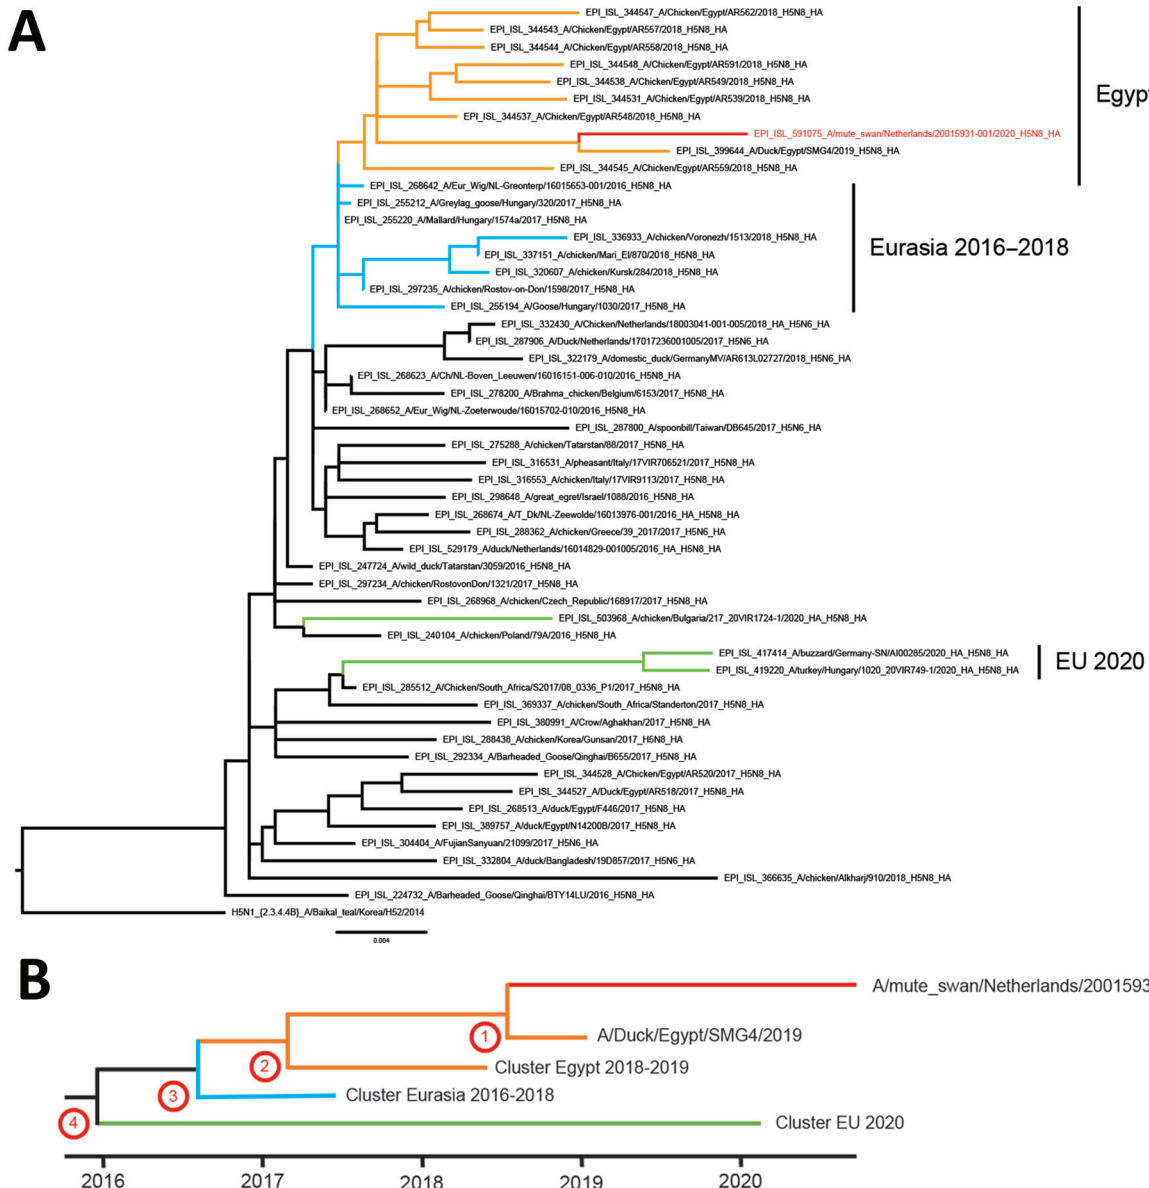 A
EPI_ISL_344547_A/Chicken/Egypt/AR562/2018_H5N8_HA
EPI_ISL_344543_A/Chicken/Egypt/AR557/2018_H5N8_HA
EPI_ISL_344544_A/Chicken/Egypt/AR558/2018_H5N8_HA
EPI_ISL_344548_A/Chicken/Egypt/AR591/2018_H5N8_HA
EPI_ISL_344538_A/Chicken/Egypt/AR549/2018_H5N8_HA
EPI_ISL_344531_A/Chicken/Egypt/AR539/2018_H5N8_HA
Egypt
EPI_ISL_344537_A/Chicken/Egypt/AR548/2018_H5N8_HA
EPI_ISL_591075_A/mute_swan/Netherlands/20015931-001/2020_H5N8_HA
EPI_ISL_399644_A/Duck/Egypt/SMG4/2019_H5N8_HA
EPI_ISL_344545_A/Chicken/Egypt/AR559/2018_H5N8_HA
EPI_ISL_268642_A/Eur_Wig/NL-Greonterp/16015653-001/2016_H5N8_HA
EPI_ISL_255212_A/Greylag_goose/Hungary/320/2017_H5N8_HA
EPI_ISL_255220_A/Mallard/Hungary/1574a/2017_H5N8_HA
EPI_ISL_336933_A/chicken/Voronezh/1513/2018_H5N8_HA
Eurasia 2016–2018
EPI_ISL_337151_A/chicken/Mari_El/870/2018_H5N8_HA
EPI_ISL_320607_A/chicken/Kursk/284/2018_H5N8_HA
EPI_ISL_297235_A/chicken/Rostov-on-Don/1598/2017_H5N8_HA
EPI_ISL_255194_A/Goose/Hungary/1030/2017_H5N8_HA
EPI_ISL_332430_A/Chicken/Netherlands/18003041-001-005/2018_HA_H5N6_HA
EPI_ISL_287906_A/Duck/Netherlands/17017236001005/2017_H5N6_HA
EPI_ISL_322179_A/domestic_duck/GermanyMV/AR613L02727/2018_H5N6_HA
EPI_ISL_268623_A/Ch/NL-Boven_Leeuwen/16016151-006-010/2016_H5N8_HA
EPI_ISL_278200_A/Brahma_chicken/Belgium/6153/2017_H5N8_HA
EPI_ISL_268652_A/Eur_Wig/NL-Zoeterwoude/16015702-010/2016_H5N8_HA
EPI_ISL_287800_A/spoonbill/Taiwan/DB645/2017_H5N6_HA
EPI_ISL_275288_A/chicken/Tatarstan/88/2017_H5N8_HA
EPI_ISL_316531_A/pheasant/Italy/17VIR706521/2017_H5N8_HA
EPI_ISL_316553_A/chicken/Italy/17VIR9113/2017_H5N8_HA
EPI_ISL_298648_A/great_egret/Israel/1088/2016_H5N8_HA
EPI_ISL_268674_A/T_Dk/NL-Zeewolde/16013976-001/2016_HA_H5N8_HA
EPI_ISL_288362_A/chicken/Greece/39_2017/2017_H5N6_HA
EPI_ISL_529179_A/duck/Netherlands/16014829-001005/2016_HA_H5N8_HA
EPI_ISL_247724_A/wild_duck/Tatarstan/3059/2016_H5N8_HA
EPI_ISL_297234_A/chicken/RostovonDon/1321/2017_H5N8_HA
EPI_ISL_268968_A/chicken/Czech_Republic/168917/2017_H5N8_HA
EPI_ISL_503968_A/chicken/Bulgaria/217_20VIR1724-1/2020_HA_H5N8_HA
EPI_ISL_240104_A/chicken/Poland/79A/2016_H5N8_HA
EPI_ISL_417414_A/buzzard/Germany-SN/AI00285/2020_HA_H5N8_HA
EU 2020
EPI_ISL_419220_A/turkey/Hungary/1020_20VIR749-1/2020_HA_H5N8_HA
EPI_ISL_285512_A/Chicken/South_Africa/S2017/08_0336_P1/2017_H5N8_HA
EPI_ISL_369337_A/chicken/South_Africa/Standerton/2017_H5N8_HA
EPI_ISL_380991_A/Crow/Aghakhan/2017_H5N8_HA
EPI_ISL_288438_A/chicken/Korea/Gunsan/2017_H5N8_HA
EPI_ISL_292334_A/Barheaded_Goose/Qinghai/B655/2017_H5N8_HA
EPI_ISL_344528_A/Chicken/Egypt/AR520/2017_H5N8_HA
EPI_ISL_344527_A/Duck/Egypt/AR518/2017_H5N8_HA
EPI_ISL_268513_A/duck/Egypt/F446/2017_H5N8_HA
EPI_ISL_389757_A/duck/Egypt/N14200B/2017_H5N8_HA
EPI_ISL_304404_A/FujianSanyuan/21099/2017_H5N6_HA
EPI_ISL_332804_A/duck/Bangladesh/19D857/2017_H5N6_HA
EPI_ISL_366635_A/chicken/Alkharj/910/2018_H5N8_HA
EPI_ISL_224732_A/Barheaded_Goose/Qinghai/BTY14LU/2016_H5N8_HA
H5N1_{2.3.4.4B}_A/Baikal_teal/Korea/H52/2014
0.004
B
A/mute_swan/Netherlands/2001593
1
A/Duck/Egypt/SMG4/2019
2
Cluster Egypt 2018-2019
3
Cluster Eurasia 2016-2018
4
Cluster EU 2020
2016 2017 2018 2019 2020